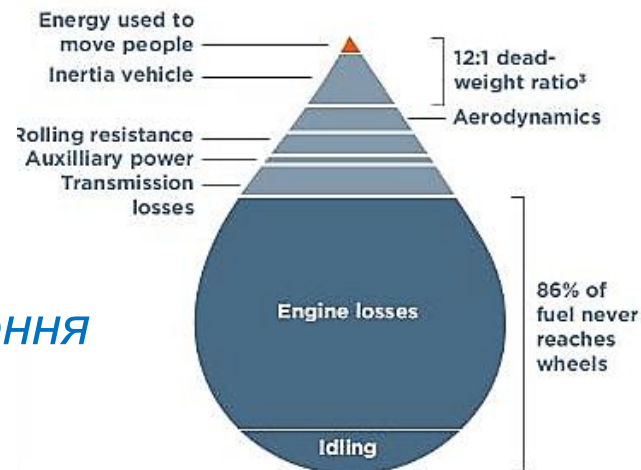 Energy used to
move people
Inertia vehicle
12:1 dead-
weight ratio³
Aerodynamics
Rolling resistance
Auxilliary power
Transmission
losses
ення
Engine losses
86% of
fuel never
reaches
wheels
Idling